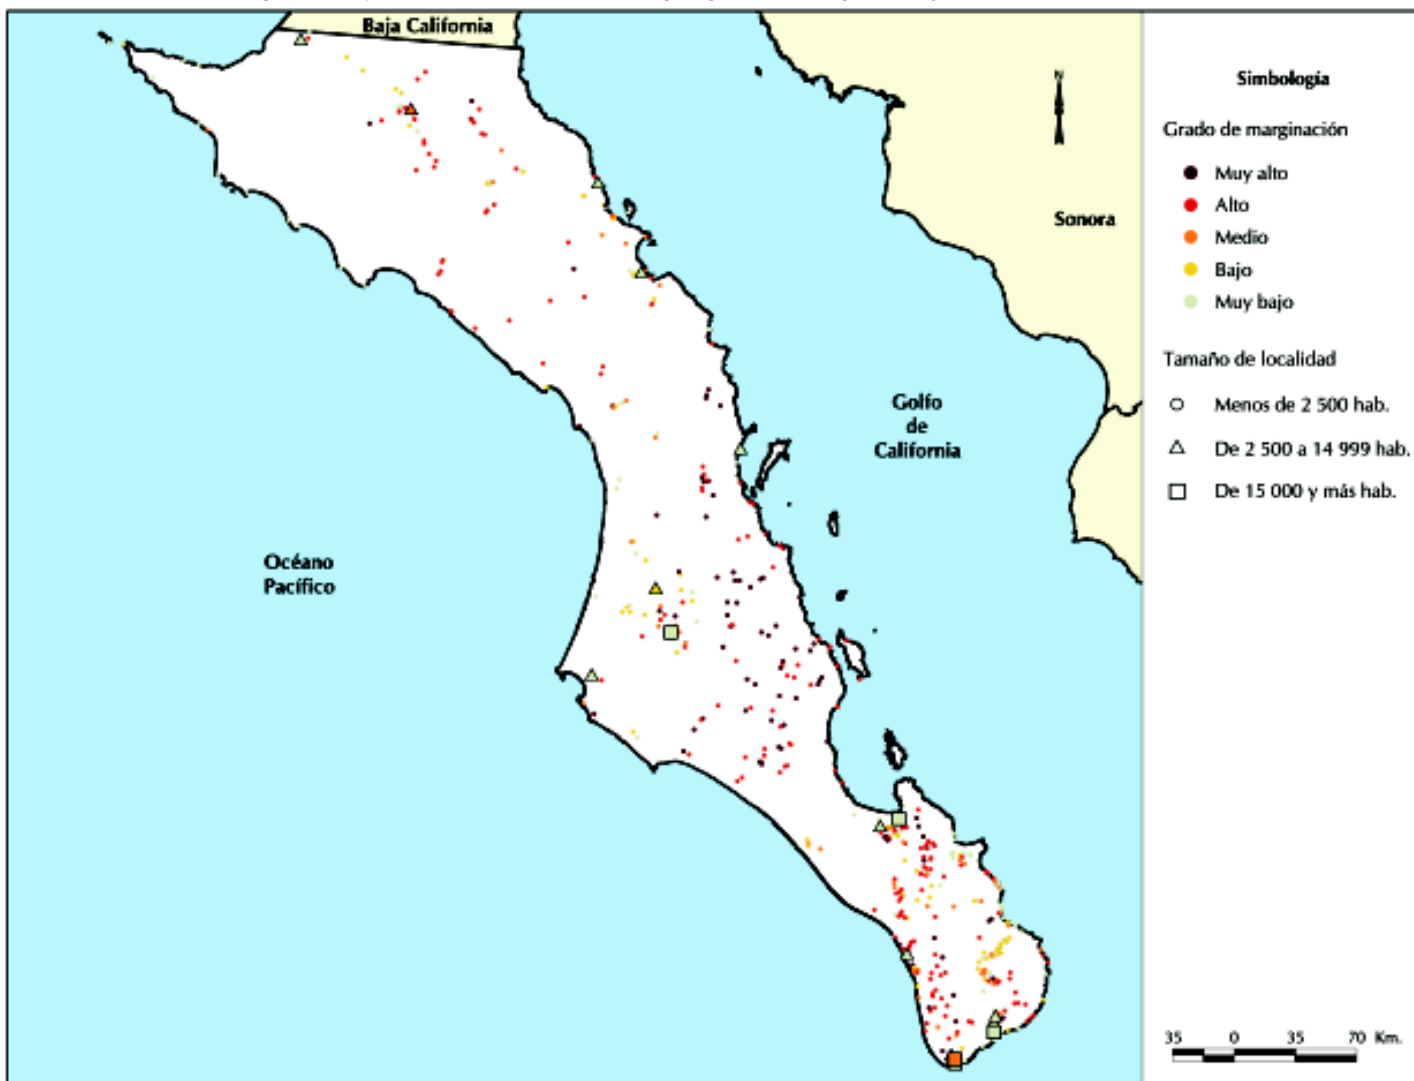 Baja California
N
Sonora
Golfo
de
California
Océano
Pacífico
Simbología
Grado de marginación
Muy alto
Alto
Medio
Bajo
Muy bajo
Tamaño de localidad
Menos de 2 500 hab.
De 2 500 a 14 999 hab.
De 15 000 y más hab.
35 0 35 70 Km.